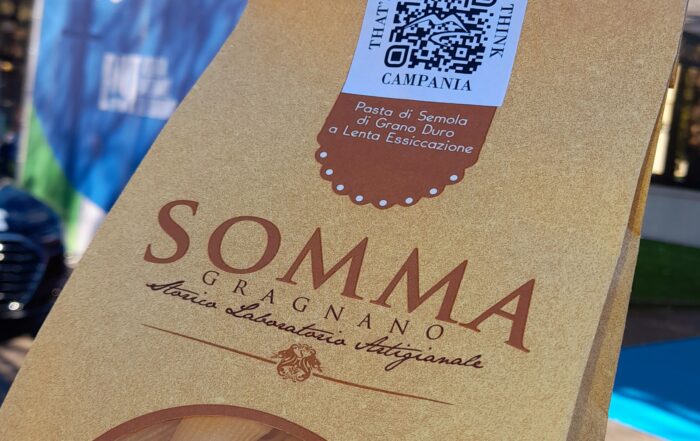 THAT'
THINK
CAMPANIA
Pasta di Semola
di Grano Duro
a Lenta Essiccazione
SOMMA
GRAGNANO
Storico Laboratorio Artigianale